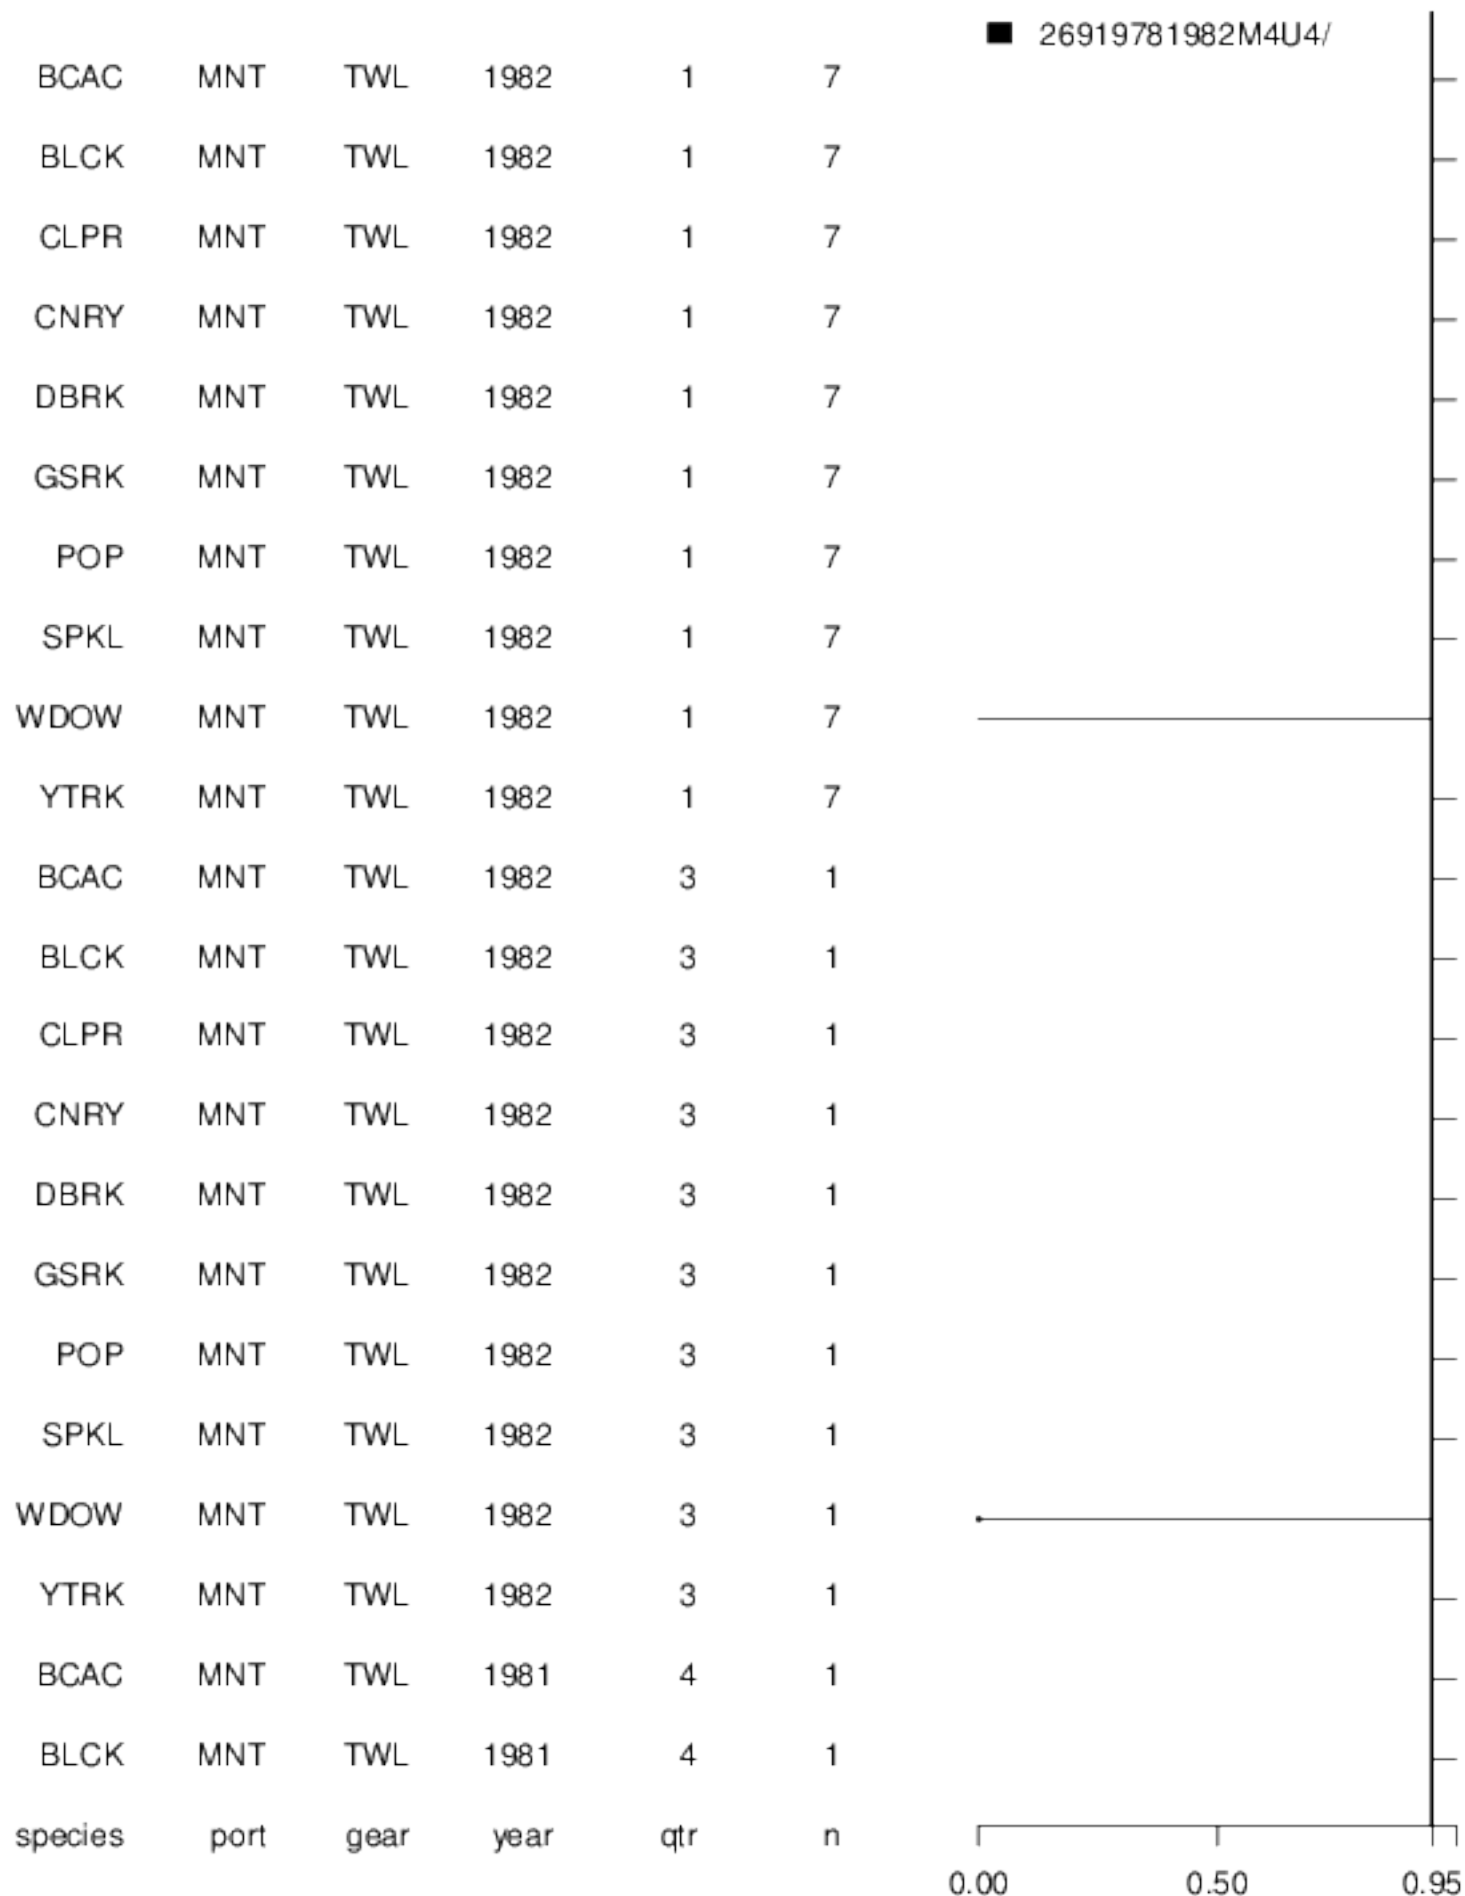 26919781982M4U4/
BCAC MNT TWL 1982 1 7
BLCK MNT TWL 1982 1 7
CLPR MNT TWL 1982 1 7
CNRY MNT TWL 1982 1 7
DBRK MNT TWL 1982 1 7
GSRK MNT TWL 1982 1 7
POP MNT TWL 1982 1 7
SPKL MNT TWL 1982 1 7
WDOW MNT TWL 1982 1 7
YTRK MNT TWL 1982 1 7
BCAC MNT TWL 1982 3 1
BLCK MNT TWL 1982 3 1
CLPR MNT TWL 1982 3 1
CNRY MNT TWL 1982 3 1
DBRK MNT TWL 1982 3 1
GSRK MNT TWL 1982 3 1
POP MNT TWL 1982 3 1
SPKL MNT TWL 1982 3 1
WDOW MNT TWL 1982 3 1
YTRK MNT TWL 1982 3 1
BCAC MNT TWL 1981 4 1
BLCK MNT TWL 1981 4 1
species port gear year qtr n
0.00 0.50 0.95